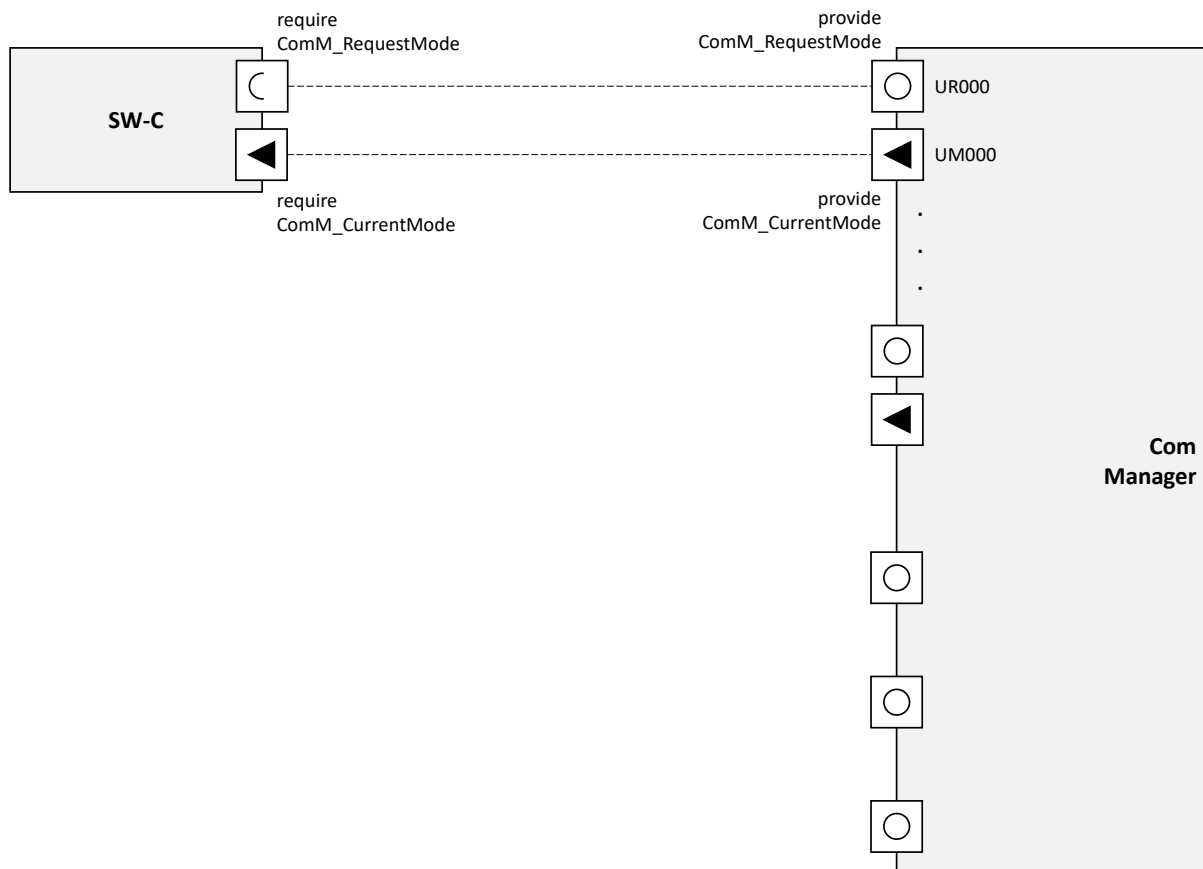 require
ComM_RequestMode
provide
ComM_RequestMode
SW-C
UR000
UM000
require
ComM_CurrentMode
provide
ComM_CurrentMode
.
.
.
Com
Manager